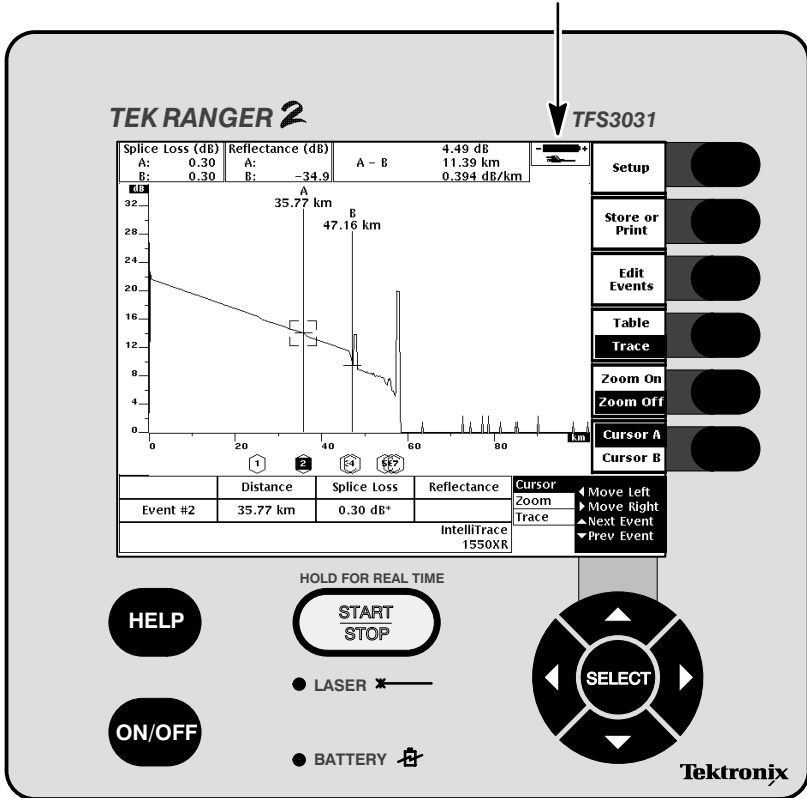 TEK RANGER 2
TFS3031
Splice Loss (dB) Reflectance (dB) 4.49 dB - +
A: 0.30 A: A – B 11.39 km
B: 0.30 B: −34.9 0.394 dB/km
Setup
Store or
Print
Edit
Events
Table
Trace
Zoom On
Zoom Off
Cursor A
Cursor B
dB
A
35.77 km
B
47.16 km
32
28
24
20
16
12
8
4
0
0 20 40 60 80 km
1 2 4
Distance Splice Loss Reflectance
Event #2 35.77 km 0.30 dB*
IntelliTrace
1550XR
Cursor
Zoom
Trace
Move Left
Move Right
Next Event
Prev Event
HOLD FOR REAL TIME
HELP
START
STOP
LASER
SELECT
ON/OFF
BATTERY
Tektronix